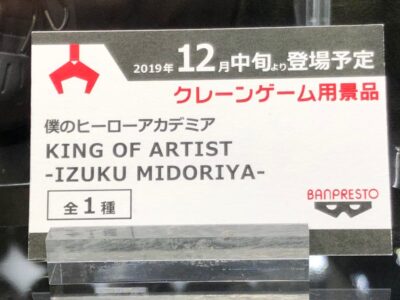 2019年12月中旬より登場予定
クレーンゲーム用景品
僕のヒーローアカデミア
KING OF ARTIST
-IZUKU MIDORIYA-
全1種
BANPRESTO